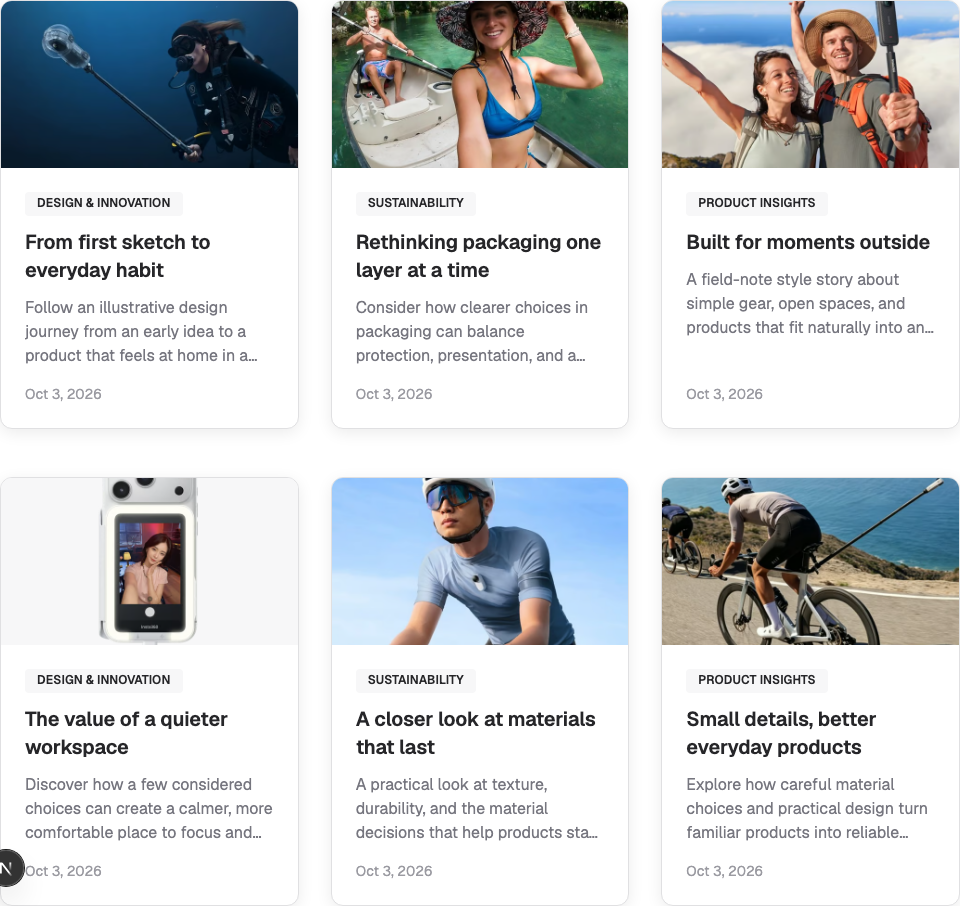 DESIGN & INNOVATION
From first sketch to
everyday habit
Follow an illustrative design
journey from an early idea to a
product that feels at home in a...
Oct 3, 2026
SUSTAINABILITY
Rethinking packaging one
layer at a time
Consider how clearer choices in
packaging can balance
protection, presentation, and a...
Oct 3, 2026
PRODUCT INSIGHTS
Built for moments outside
A field-note style story about
simple gear, open spaces, and
products that fit naturally into an...
Oct 3, 2026
DESIGN & INNOVATION
The value of a quieter
workspace
Discover how a few considered
choices can create a calmer, more
comfortable place to focus and...
Oct 3, 2026
SUSTAINABILITY
A closer look at materials
that last
A practical look at texture,
durability, and the material
decisions that help products sta...
Oct 3, 2026
PRODUCT INSIGHTS
Small details, better
everyday products
Explore how careful material
choices and practical design turn
familiar products into reliable...
Oct 3, 2026
N